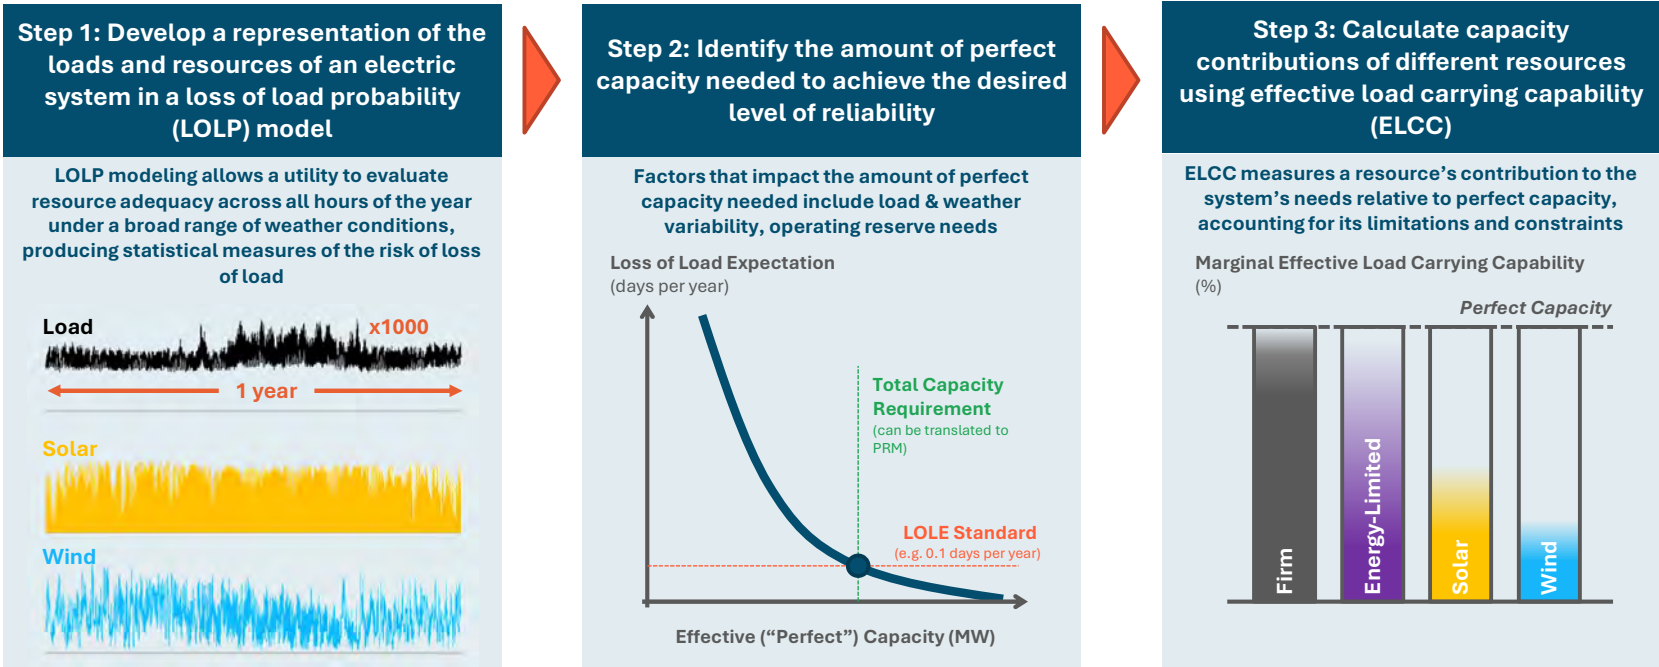 Step 1: Develop a representation of the
loads and resources of an electric
system in a loss of load probability
(LOLP) model
LOLP modeling allows a utility to evaluate
resource adequacy across all hours of the year
under a broad range of weather conditions,
producing statistical measures of the risk of loss
of load
Load
x1000
1 year
Solar
Wind
Step 2: Identify the amount of perfect
capacity needed to achieve the desired
level of reliability
Factors that impact the amount of perfect
capacity needed include load & weather
variability, operating reserve needs
Loss of Load Expectation
(days per year)
Total Capacity
Requirement
(can be translated to
PRM)
LOLE Standard
(e.g. 0.1 days per year)
Effective (“Perfect”) Capacity (MW)
Step 3: Calculate capacity
contributions of different resources
using effective load carrying capability
(ELCC)
ELCC measures a resource’s contribution to the
system’s needs relative to perfect capacity,
accounting for its limitations and constraints
Marginal Effective Load Carrying Capability
(%)
Perfect Capacity
Firm
Energy-Limited
Solar
Wind